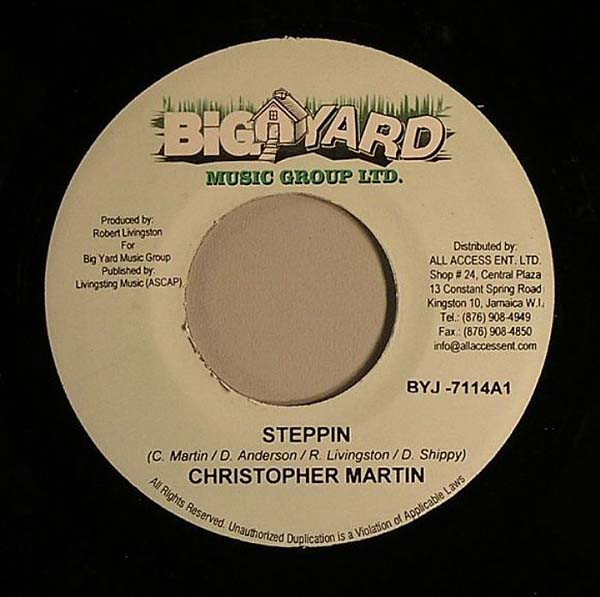 BIG YARD
MUSIC GROUP LTD.
Produced by:
Robert Livingston
For
Big Yard Music Group
Published by:
Livingsting Music (ASCAP)
Distributed by:
ALL ACCESS ENT. LTD.
Shop # 24, Central Plaza
13 Constant Spring Road
Kingston 10, Jamaica W.I.
Tel.: (876) 908-4949
Fax.: (876) 908-4850
info@allaccessent.com
BYJ -7114A1
STEPPIN
(C. Martin / D. Anderson / R. Livingston / D. Shippy)
CHRISTOPHER MARTIN
All Rights Reserved. Unauthorized Duplication is a Violation of Applicable Laws